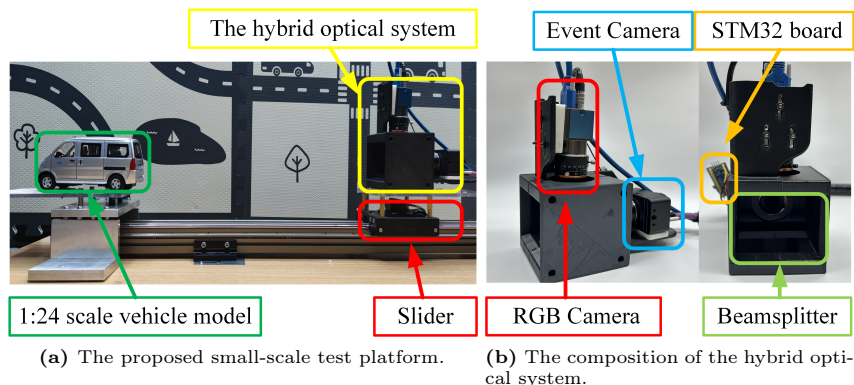 The hybrid optical system
Event Camera
STM32 board
1:24 scale vehicle model
Slider
RGB Camera
Beamsplitter
(a) The proposed small-scale test platform.
(b) The composition of the hybrid opti-
cal system.